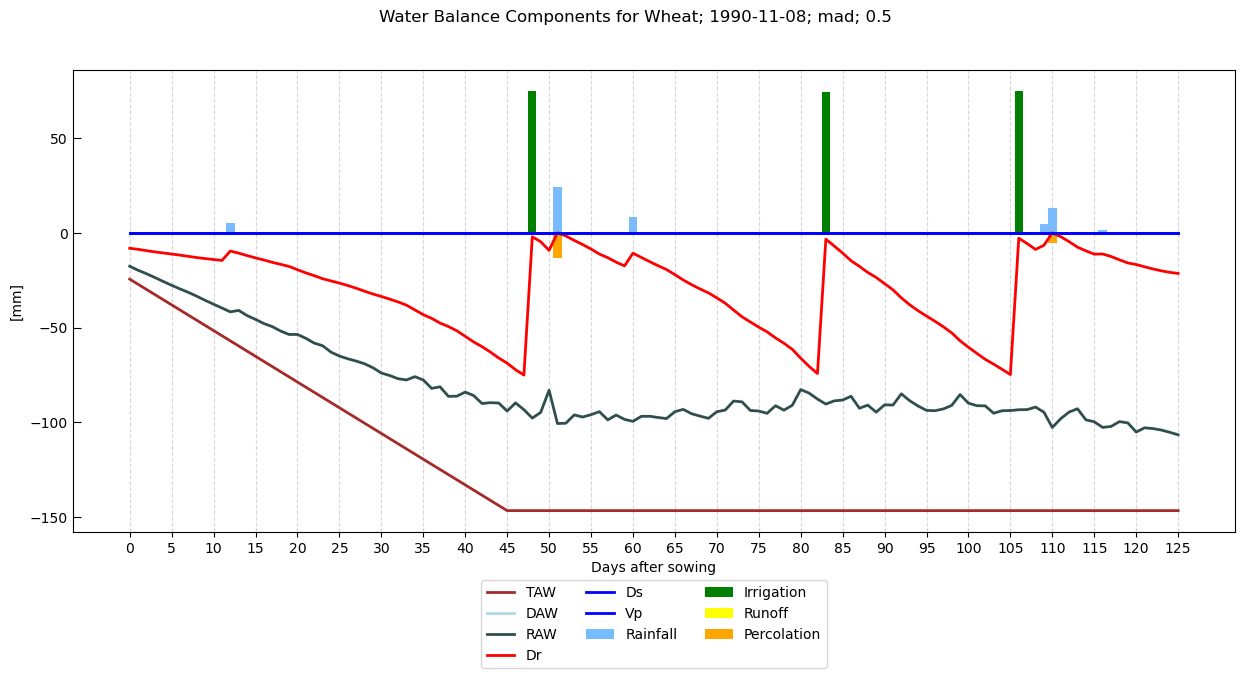 Water Balance Components for Wheat; 1990-11-08; mad; 0.5
[mm]
50
0
−50
−100
−150
0 5 10 15 20 25 30 35 40 45 50 55 60 65 70 75 80 85 90 95 100 105 110 115 120 125
Days after sowing
TAW
DAW
RAW
Dr
Ds
Vp
Rainfall
Irrigation
Runoff
Percolation